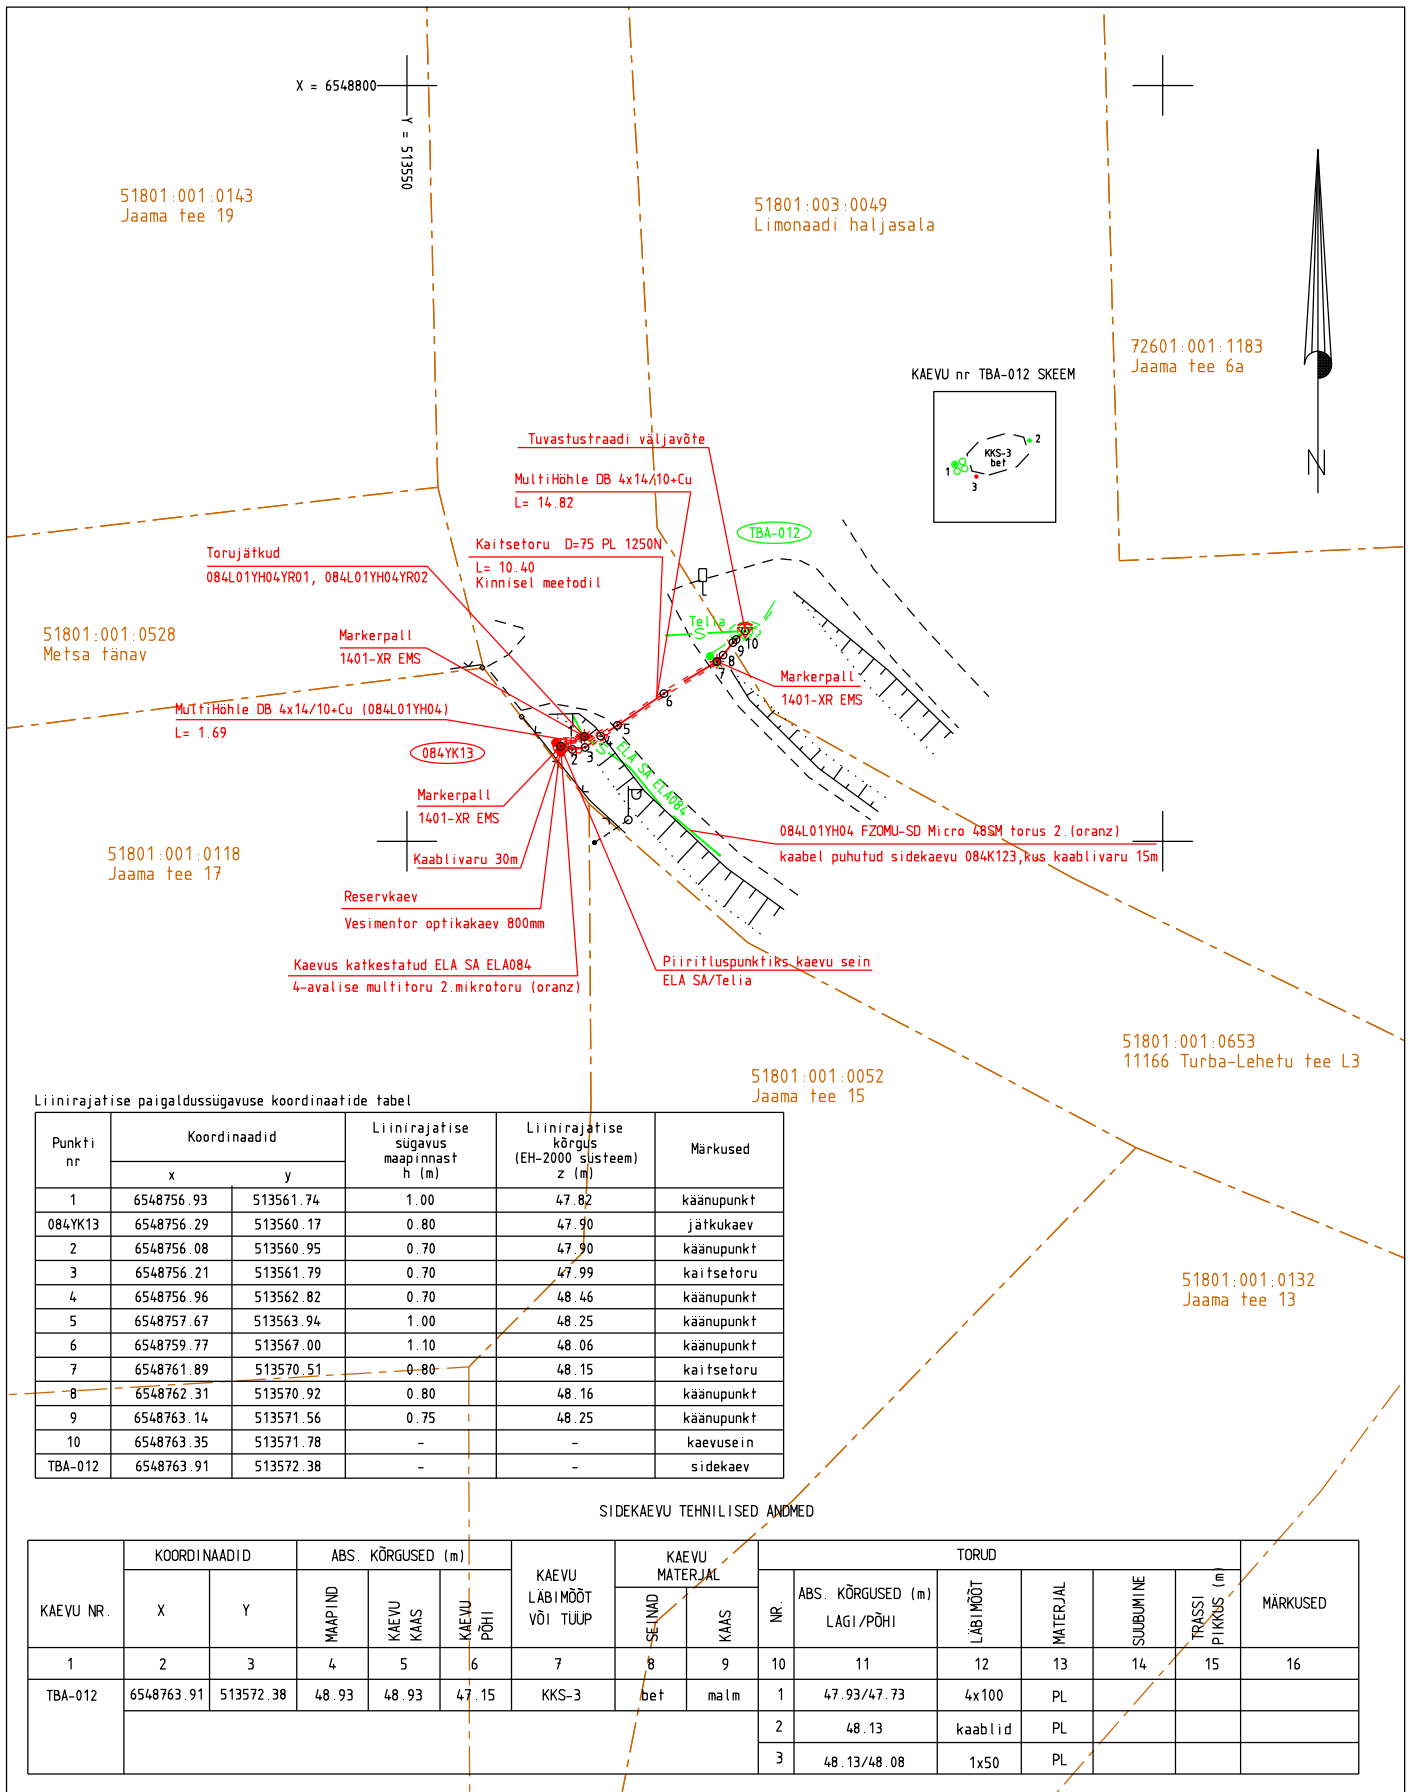 X = 6548800
Y = 513550
51801:001:0143
Jaama tee 19
51801:003:0049
Limonaadi haljasala
72601:001:1183
Jaama tee 6a
KAEVU nr TBA-012 SKEEM
KKS-3
bet
1
2
3
N
Tuvastustraadi väljavõte
MultiHöhle DB 4x14/10+Cu
L= 14.82
Kaitsetoru D=75 PL 1250N
L= 10.40
Kinnisel meetodil
TBA-012
Torujätkud
084L01YH04YR01, 084L01YH04YR02
51801:001:0528
Metsa tänav
Markerpall
1401-XR EMS
Telia
S
10
9
8
7
Markerpall
1401-XR EMS
6
MultiHöhle DB 4x14/10+Cu (084L01YH04)
L= 1.69
5
1
4
2
3
S
ELA SA ELA084
084YK13
Markerpall
1401-XR EMS
084L01YH04 FZOMU-SD Micro 48SM torus 2.(oranz)
kaabel puhutud sidekaevu 084K123,kus kaablivaru 15m
51801:001:0118
Jaama tee 17
Kaablivaru 30m
Reservkaev
Vesimentor optikakaev 800mm
Kaevus katkestatud ELA SA ELA084
4-avalise multitoru 2.mikrotoru (oranz)
Piiritluspunktiks kaevu sein
ELA SA/Telia
51801:001:0653
11166 Turba-Lehetu tee L3
51801:001:0052
Jaama tee 15
51801:001:0132
Jaama tee 13
Liinirajatise paigaldussügavuse koordinaatide tabel
Punkti nr | Koordinaadid | Liinirajatise sügavus maapinnast h (m) | Liinirajatise kõrgus (EH-2000 süsteem) z (m) | Märkused
x | y
1 | 6548756.93 | 513561.74 | 1.00 | 47.82 | käänupunkt
084YK13 | 6548756.29 | 513560.17 | 0.80 | 47.90 | jätkukaev
2 | 6548756.08 | 513560.95 | 0.70 | 47.90 | käänupunkt
3 | 6548756.21 | 513561.79 | 0.70 | 47.99 | kaitsetoru
4 | 6548756.96 | 513562.82 | 0.70 | 48.46 | käänupunkt
5 | 6548757.67 | 513563.94 | 1.00 | 48.25 | käänupunkt
6 | 6548759.77 | 513567.00 | 1.10 | 48.06 | käänupunkt
7 | 6548761.89 | 513570.51 | 0.80 | 48.15 | kaitsetoru
8 | 6548762.31 | 513570.92 | 0.80 | 48.16 | käänupunkt
9 | 6548763.14 | 513571.56 | 0.75 | 48.25 | käänupunkt
10 | 6548763.35 | 513571.78 | - | - | kaevusein
TBA-012 | 6548763.91 | 513572.38 | - | - | sidekaev
SIDEKAEVU TEHNILISED ANDMED
KAEVU NR. | KOORDINAADID | ABS. KÕRGUSED (m) | KAEVU LÄBIMÕÕT VÕI TÜÜP | KAEVU MATERJAL | TORUD | MÄRKUSED
X | Y | MAAPIND | KAEVU KAAS | KAEVU PÕHI | SEINAD | KAAS | NR. | ABS. KÕRGUSED (m) LAGI/PÕHI | LÄBIMÕÕT | MATERJAL | SUUBUMINE | TRASSI PIKKUS (m)
1 | 2 | 3 | 4 | 5 | 6 | 7 | 8 | 9 | 10 | 11 | 12 | 13 | 14 | 15 | 16
TBA-012 | 6548763.91 | 513572.38 | 48.93 | 48.93 | 47.15 | KKS-3 | bet | malm | 1 | 47.93/47.73 | 4x100 | PL
2 | 48.13 | kaablid | PL
3 | 48.13/48.08 | 1x50 | PL